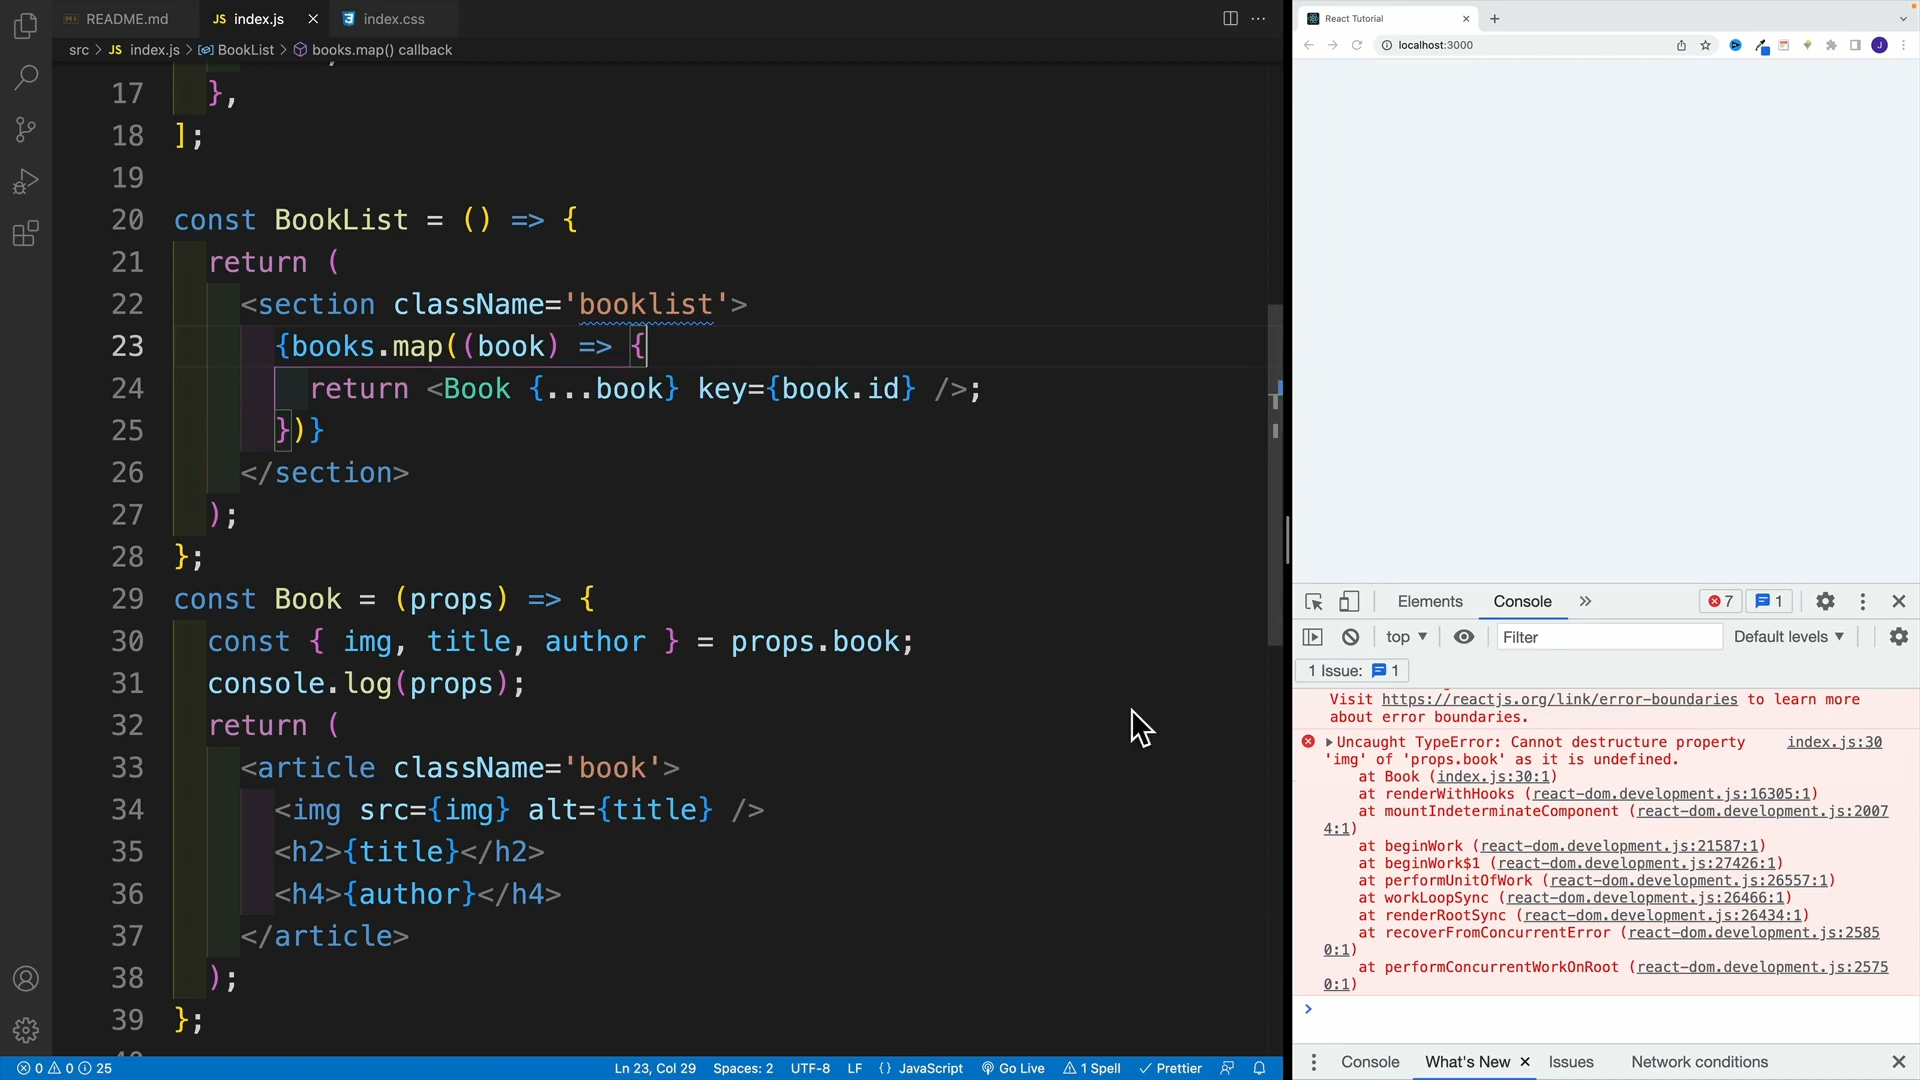 README.md
JS index.js
index.css
src > JS index.js > BookList > books.map() callback
17 },
18 ];
19
20 const BookList = () => {
21 return (
22 <section className='booklist'>
23 {books.map((book) => {
24 return <Book {...book} key={book.id} />;
25 })}
26 </section>
27 );
28 };
29 const Book = (props) => {
30 const { img, title, author } = props.book;
31 console.log(props);
32 return (
33 <article className='book'>
34 <img src={img} alt={title} />
35 <h2>{title}</h2>
36 <h4>{author}</h4>
37 </article>
38 );
39 };
0 0 25
Ln 23, Col 29
Spaces: 2
UTF-8
LF
{} JavaScript
Go Live
1 Spell
Prettier
React Tutorial
localhost:3000
J
Elements
Console
7
1
top
Filter
Default levels
1 Issue: 1
Visit https://reactjs.org/link/error-boundaries to learn more
about error boundaries.
Uncaught TypeError: Cannot destructure property index.js:30
'img' of 'props.book' as it is undefined.
at Book (index.js:30:1)
at renderWithHooks (react-dom.development.js:16305:1)
at mountIndeterminateComponent (react-dom.development.js:2007
4:1)
at beginWork (react-dom.development.js:21587:1)
at beginWork$1 (react-dom.development.js:27426:1)
at performUnitOfWork (react-dom.development.js:26557:1)
at workLoopSync (react-dom.development.js:26466:1)
at renderRootSync (react-dom.development.js:26434:1)
at recoverFromConcurrentError (react-dom.development.js:2585
0:1)
at performConcurrentWorkOnRoot (react-dom.development.js:2575
0:1)
Console
What's New
Issues
Network conditions